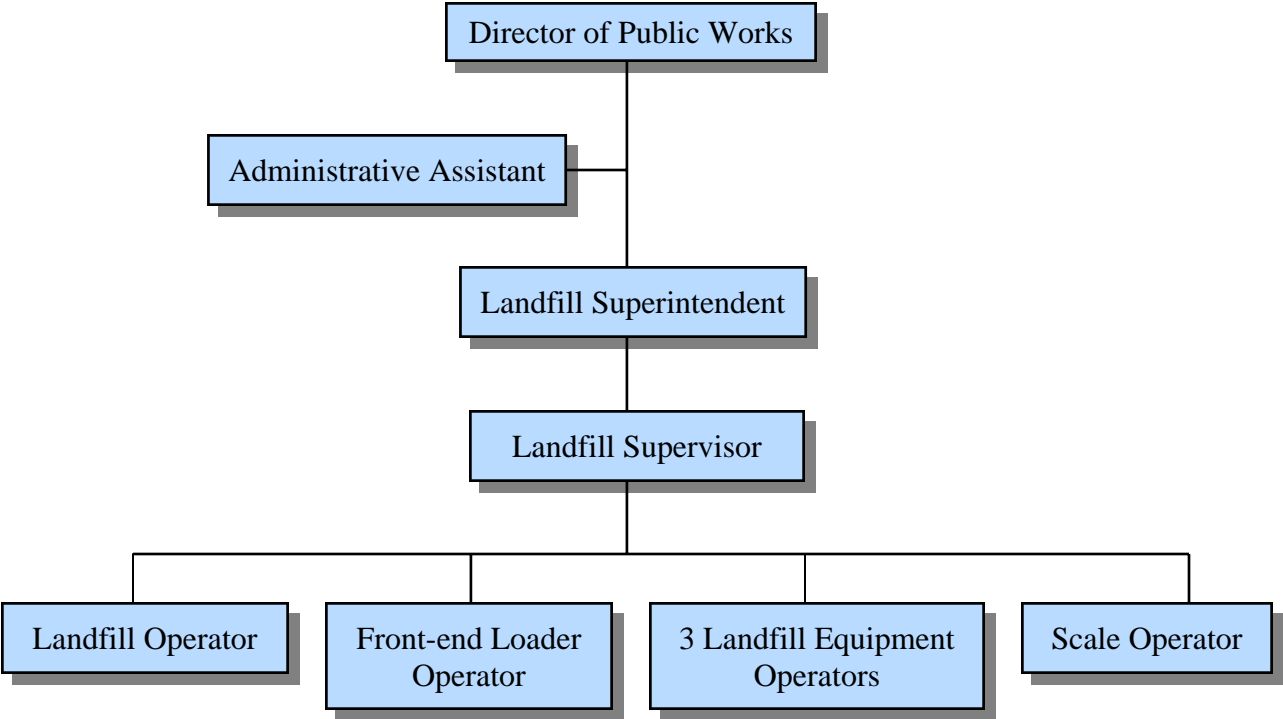 Director of Public Works
Administrative Assistant
Landfill Superintendent
Landfill Supervisor
Landfill Operator
Front-end Loader
Operator
3 Landfill Equipment
Operators
Scale Operator